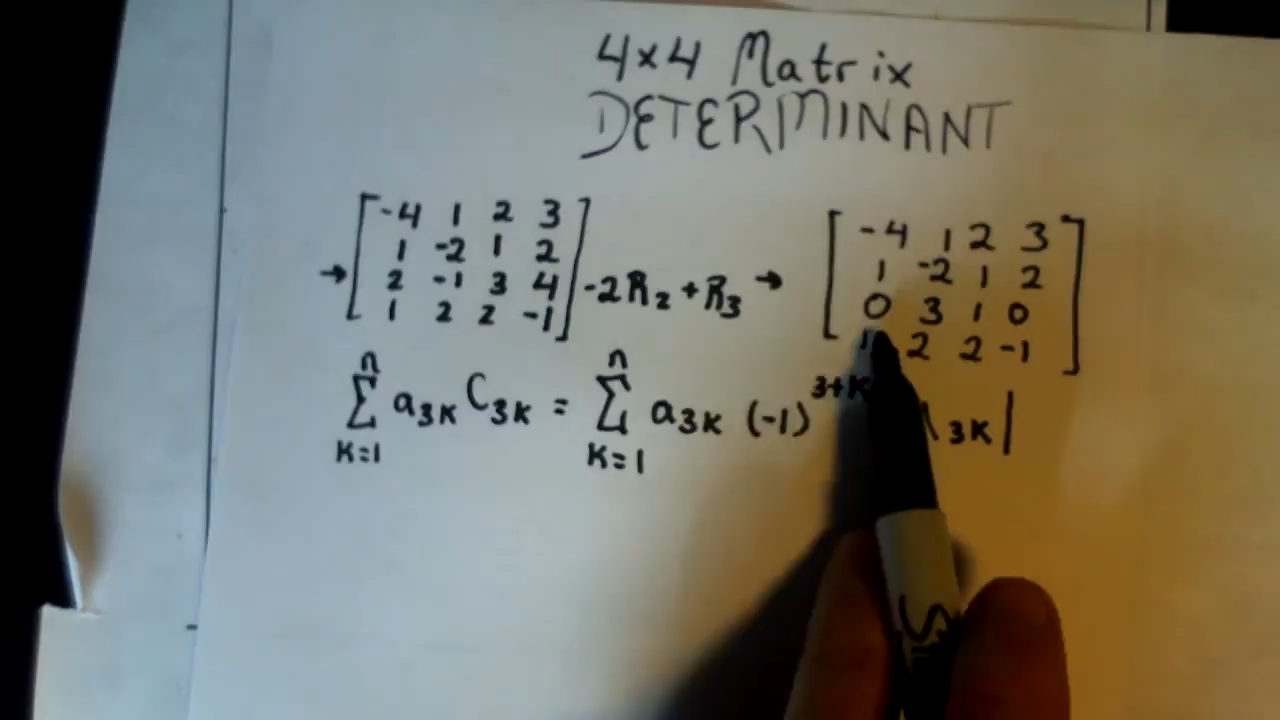 4×4 Matrix
DETERMINANT
-4 1 2 3
1 -2 1 2
→ 2 -1 3 4 -2R₂ + R₃ →
1 2 2 -1
-4 1 2 3
1 -2 1 2
0 3 1 0
1 2 2 -1
n n
∑ a₃ₖ C₃ₖ = ∑ a₃ₖ (-1)³⁺ᴷ ₃ₖ|
K=1 K=1